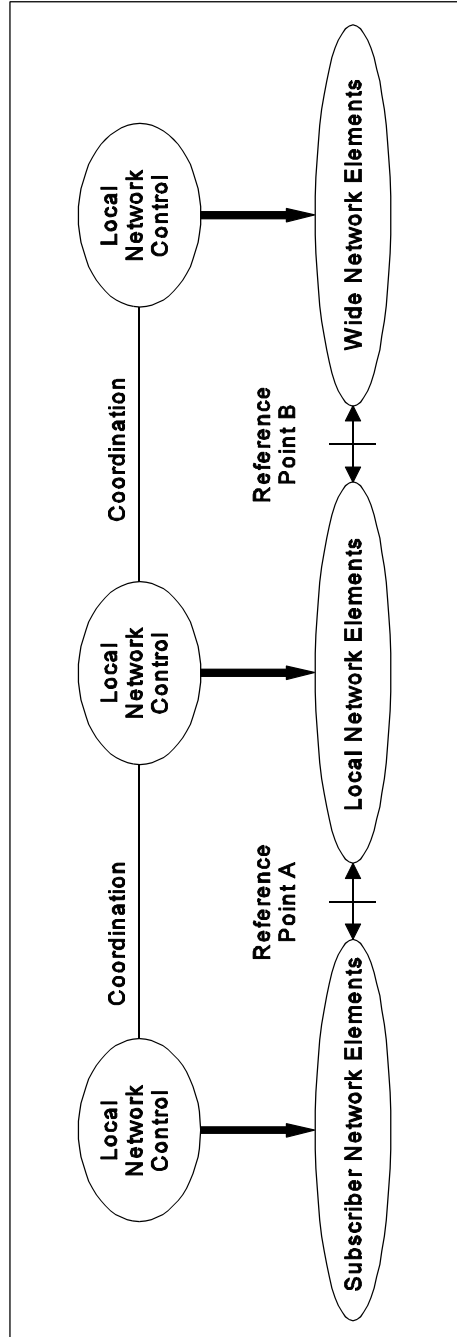 Local
Network
Control
Coordination
Local
Network
Control
Coordination
Local
Network
Control
Reference
Point A
Reference
Point B
Subscriber Network Elements
Local Network Elements
Wide Network Elements